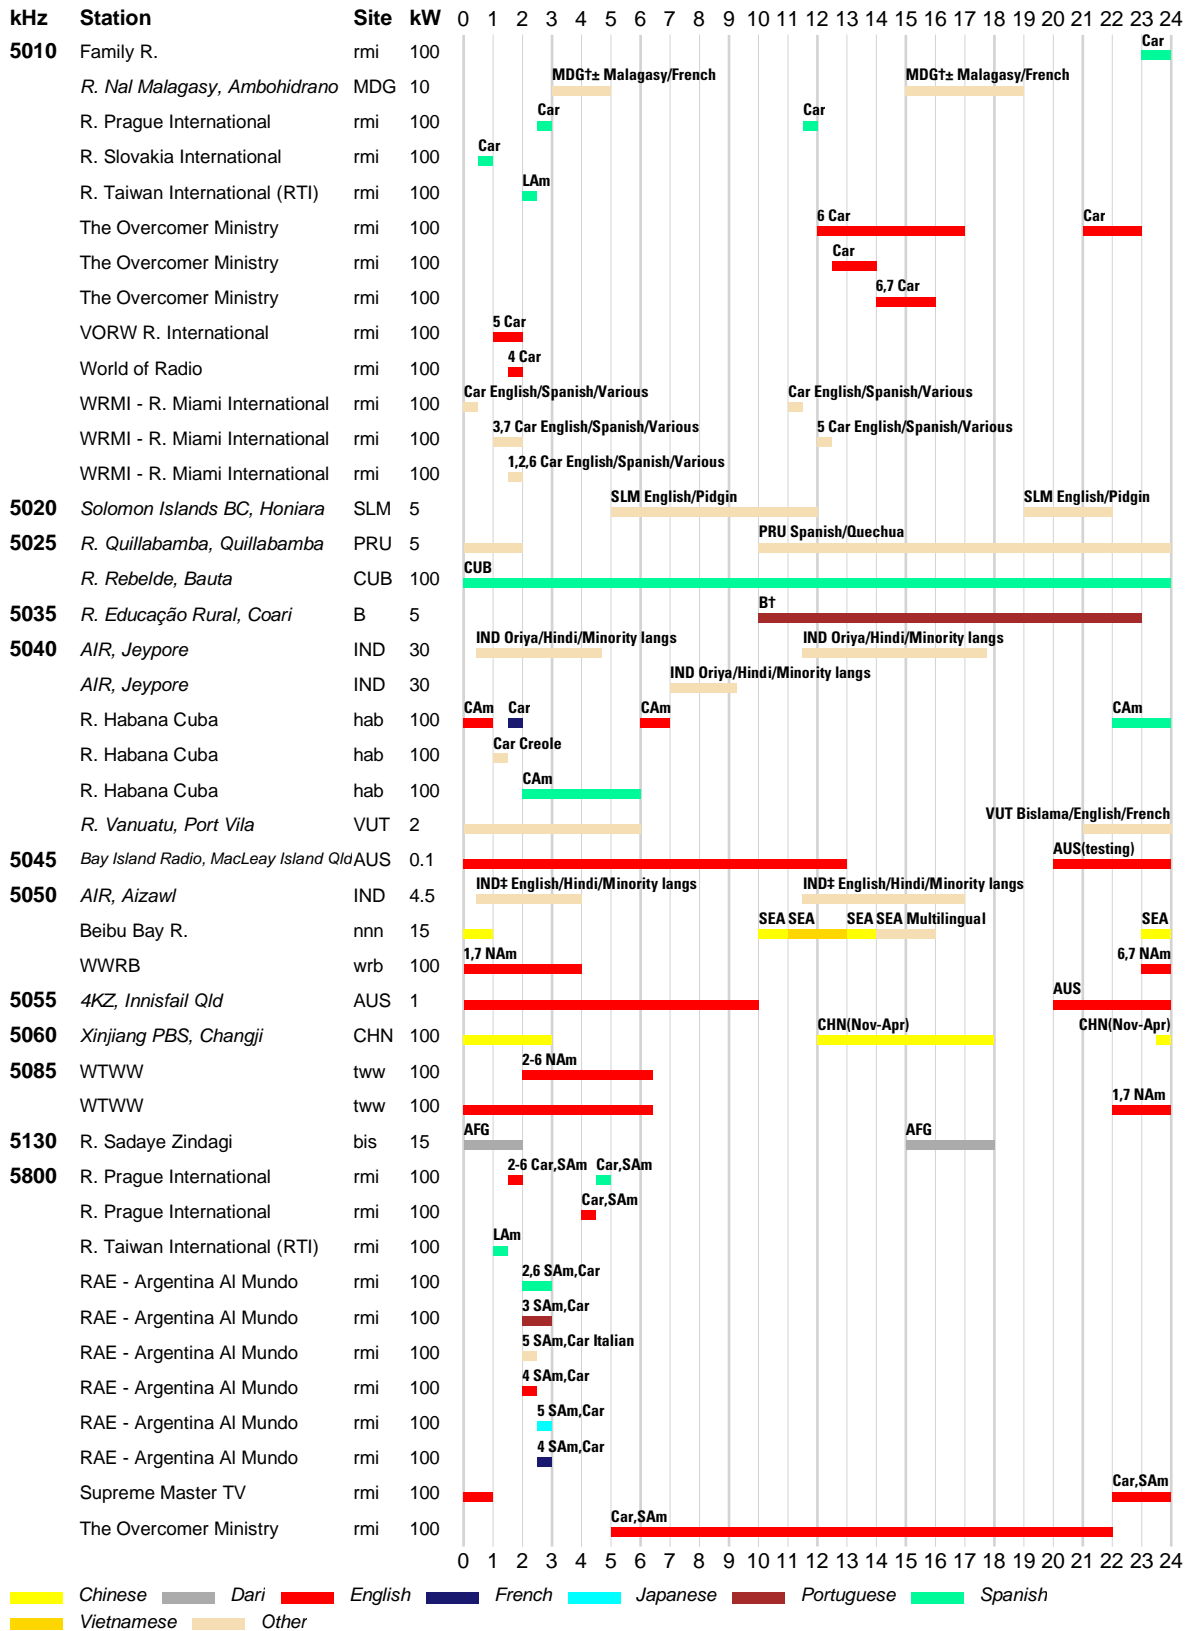 kHz Station Site kW 0 1 2 3 4 5 6 7 8 9 10 11 12 13 14 15 16 17 18 19 20 21 22 23 24
5010 Family R. rmi 100 Car
R. Nal Malagasy, Ambohidrano MDG 10 MDG†± Malagasy/French MDG†± Malagasy/French
R. Prague International rmi 100 Car Car
R. Slovakia International rmi 100 Car
R. Taiwan International (RTI) rmi 100 LAm
The Overcomer Ministry rmi 100 6 Car Car
The Overcomer Ministry rmi 100 Car
The Overcomer Ministry rmi 100 6,7 Car
VORW R. International rmi 100 5 Car
World of Radio rmi 100 4 Car
WRMI - R. Miami International rmi 100 Car English/Spanish/Various Car English/Spanish/Various
WRMI - R. Miami International rmi 100 3,7 Car English/Spanish/Various 5 Car English/Spanish/Various
WRMI - R. Miami International rmi 100 1,2,6 Car English/Spanish/Various
5020 Solomon Islands BC, Honiara SLM 5 SLM English/Pidgin SLM English/Pidgin
5025 R. Quillabamba, Quillabamba PRU 5 PRU Spanish/Quechua
R. Rebelde, Bauta CUB 100 CUB
5035 R. Educação Rural, Coari B 5 B†
5040 AIR, Jeypore IND 30 IND Oriya/Hindi/Minority langs IND Oriya/Hindi/Minority langs
AIR, Jeypore IND 30 IND Oriya/Hindi/Minority langs
R. Habana Cuba hab 100 CAm Car CAm CAm
R. Habana Cuba hab 100 Car Creole
R. Habana Cuba hab 100 CAm
R. Vanuatu, Port Vila VUT 2 VUT Bislama/English/French
5045 Bay Island Radio, MacLeay Island Qld AUS 0.1 AUS(testing)
5050 AIR, Aizawl IND 4.5 IND‡ English/Hindi/Minority langs IND‡ English/Hindi/Minority langs
Beibu Bay R. nnn 15 SEA SEA SEA SEA Multilingual SEA
WWRB wrb 100 1,7 NAm 6,7 NAm
5055 4KZ, Innisfail Qld AUS 1 AUS
5060 Xinjiang PBS, Changji CHN 100 CHN(Nov-Apr) CHN(Nov-Apr)
5085 WTWW tww 100 2-6 NAm
WTWW tww 100 1,7 NAm
5130 R. Sadaye Zindagi bis 15 AFG AFG
5800 R. Prague International rmi 100 2-6 Car,SAm Car,SAm
R. Prague International rmi 100 Car,SAm
R. Taiwan International (RTI) rmi 100 LAm
RAE - Argentina Al Mundo rmi 100 2,6 SAm,Car
RAE - Argentina Al Mundo rmi 100 3 SAm,Car
RAE - Argentina Al Mundo rmi 100 5 SAm,Car Italian
RAE - Argentina Al Mundo rmi 100 4 SAm,Car
RAE - Argentina Al Mundo rmi 100 5 SAm,Car
RAE - Argentina Al Mundo rmi 100 4 SAm,Car
Supreme Master TV rmi 100 Car,SAm
The Overcomer Ministry rmi 100 Car,SAm
0 1 2 3 4 5 6 7 8 9 10 11 12 13 14 15 16 17 18 19 20 21 22 23 24
Chinese Dari English French Japanese Portuguese Spanish
Vietnamese Other